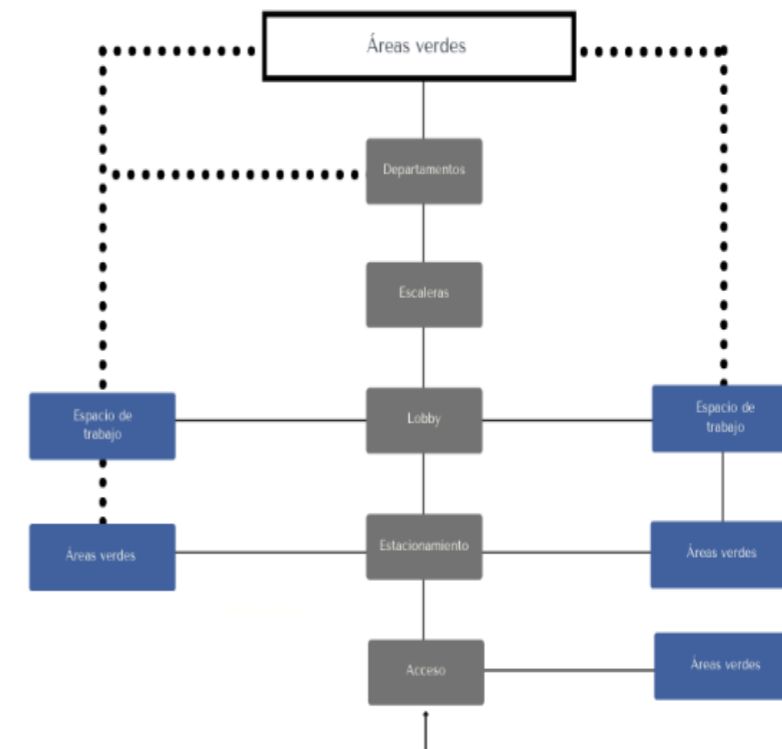 Áreas verdes
Departamentos
Escaleras
Espacio de
trabajo
Lobby
Espacio de
trabajo
Áreas verdes
Estacionamiento
Áreas verdes
Acceso
Áreas verdes